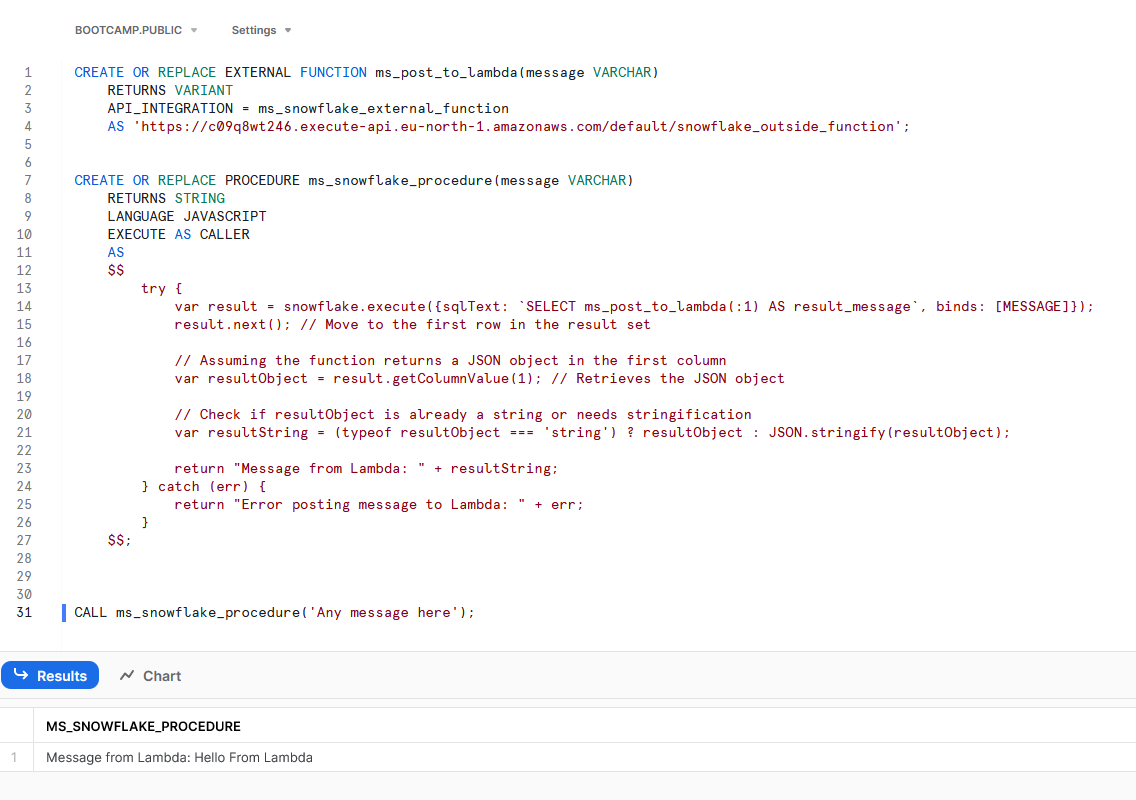 BOOTCAMP.PUBLIC Settings
1 CREATE OR REPLACE EXTERNAL FUNCTION ms_post_to_lambda(message VARCHAR)
2 RETURNS VARIANT
3 API_INTEGRATION = ms_snowflake_external_function
4 AS 'https://c09q8wt246.execute-api.eu-north-1.amazonaws.com/default/snowflake_outside_function';
5
6
7 CREATE OR REPLACE PROCEDURE ms_snowflake_procedure(message VARCHAR)
8 RETURNS STRING
9 LANGUAGE JAVASCRIPT
10 EXECUTE AS CALLER
11 AS
12 $$
13 try {
14 var result = snowflake.execute({sqlText: `SELECT ms_post_to_lambda(:1) AS result_message`, binds: [MESSAGE]});
15 result.next(); // Move to the first row in the result set
16
17 // Assuming the function returns a JSON object in the first column
18 var resultObject = result.getColumnValue(1); // Retrieves the JSON object
19
20 // Check if resultObject is already a string or needs stringification
21 var resultString = (typeof resultObject === 'string') ? resultObject : JSON.stringify(resultObject);
22
23 return "Message from Lambda: " + resultString;
24 } catch (err) {
25 return "Error posting message to Lambda: " + err;
26 }
27 $$;
28
29
30
31 CALL ms_snowflake_procedure('Any message here');
Results Chart
MS_SNOWFLAKE_PROCEDURE
1 Message from Lambda: Hello From Lambda